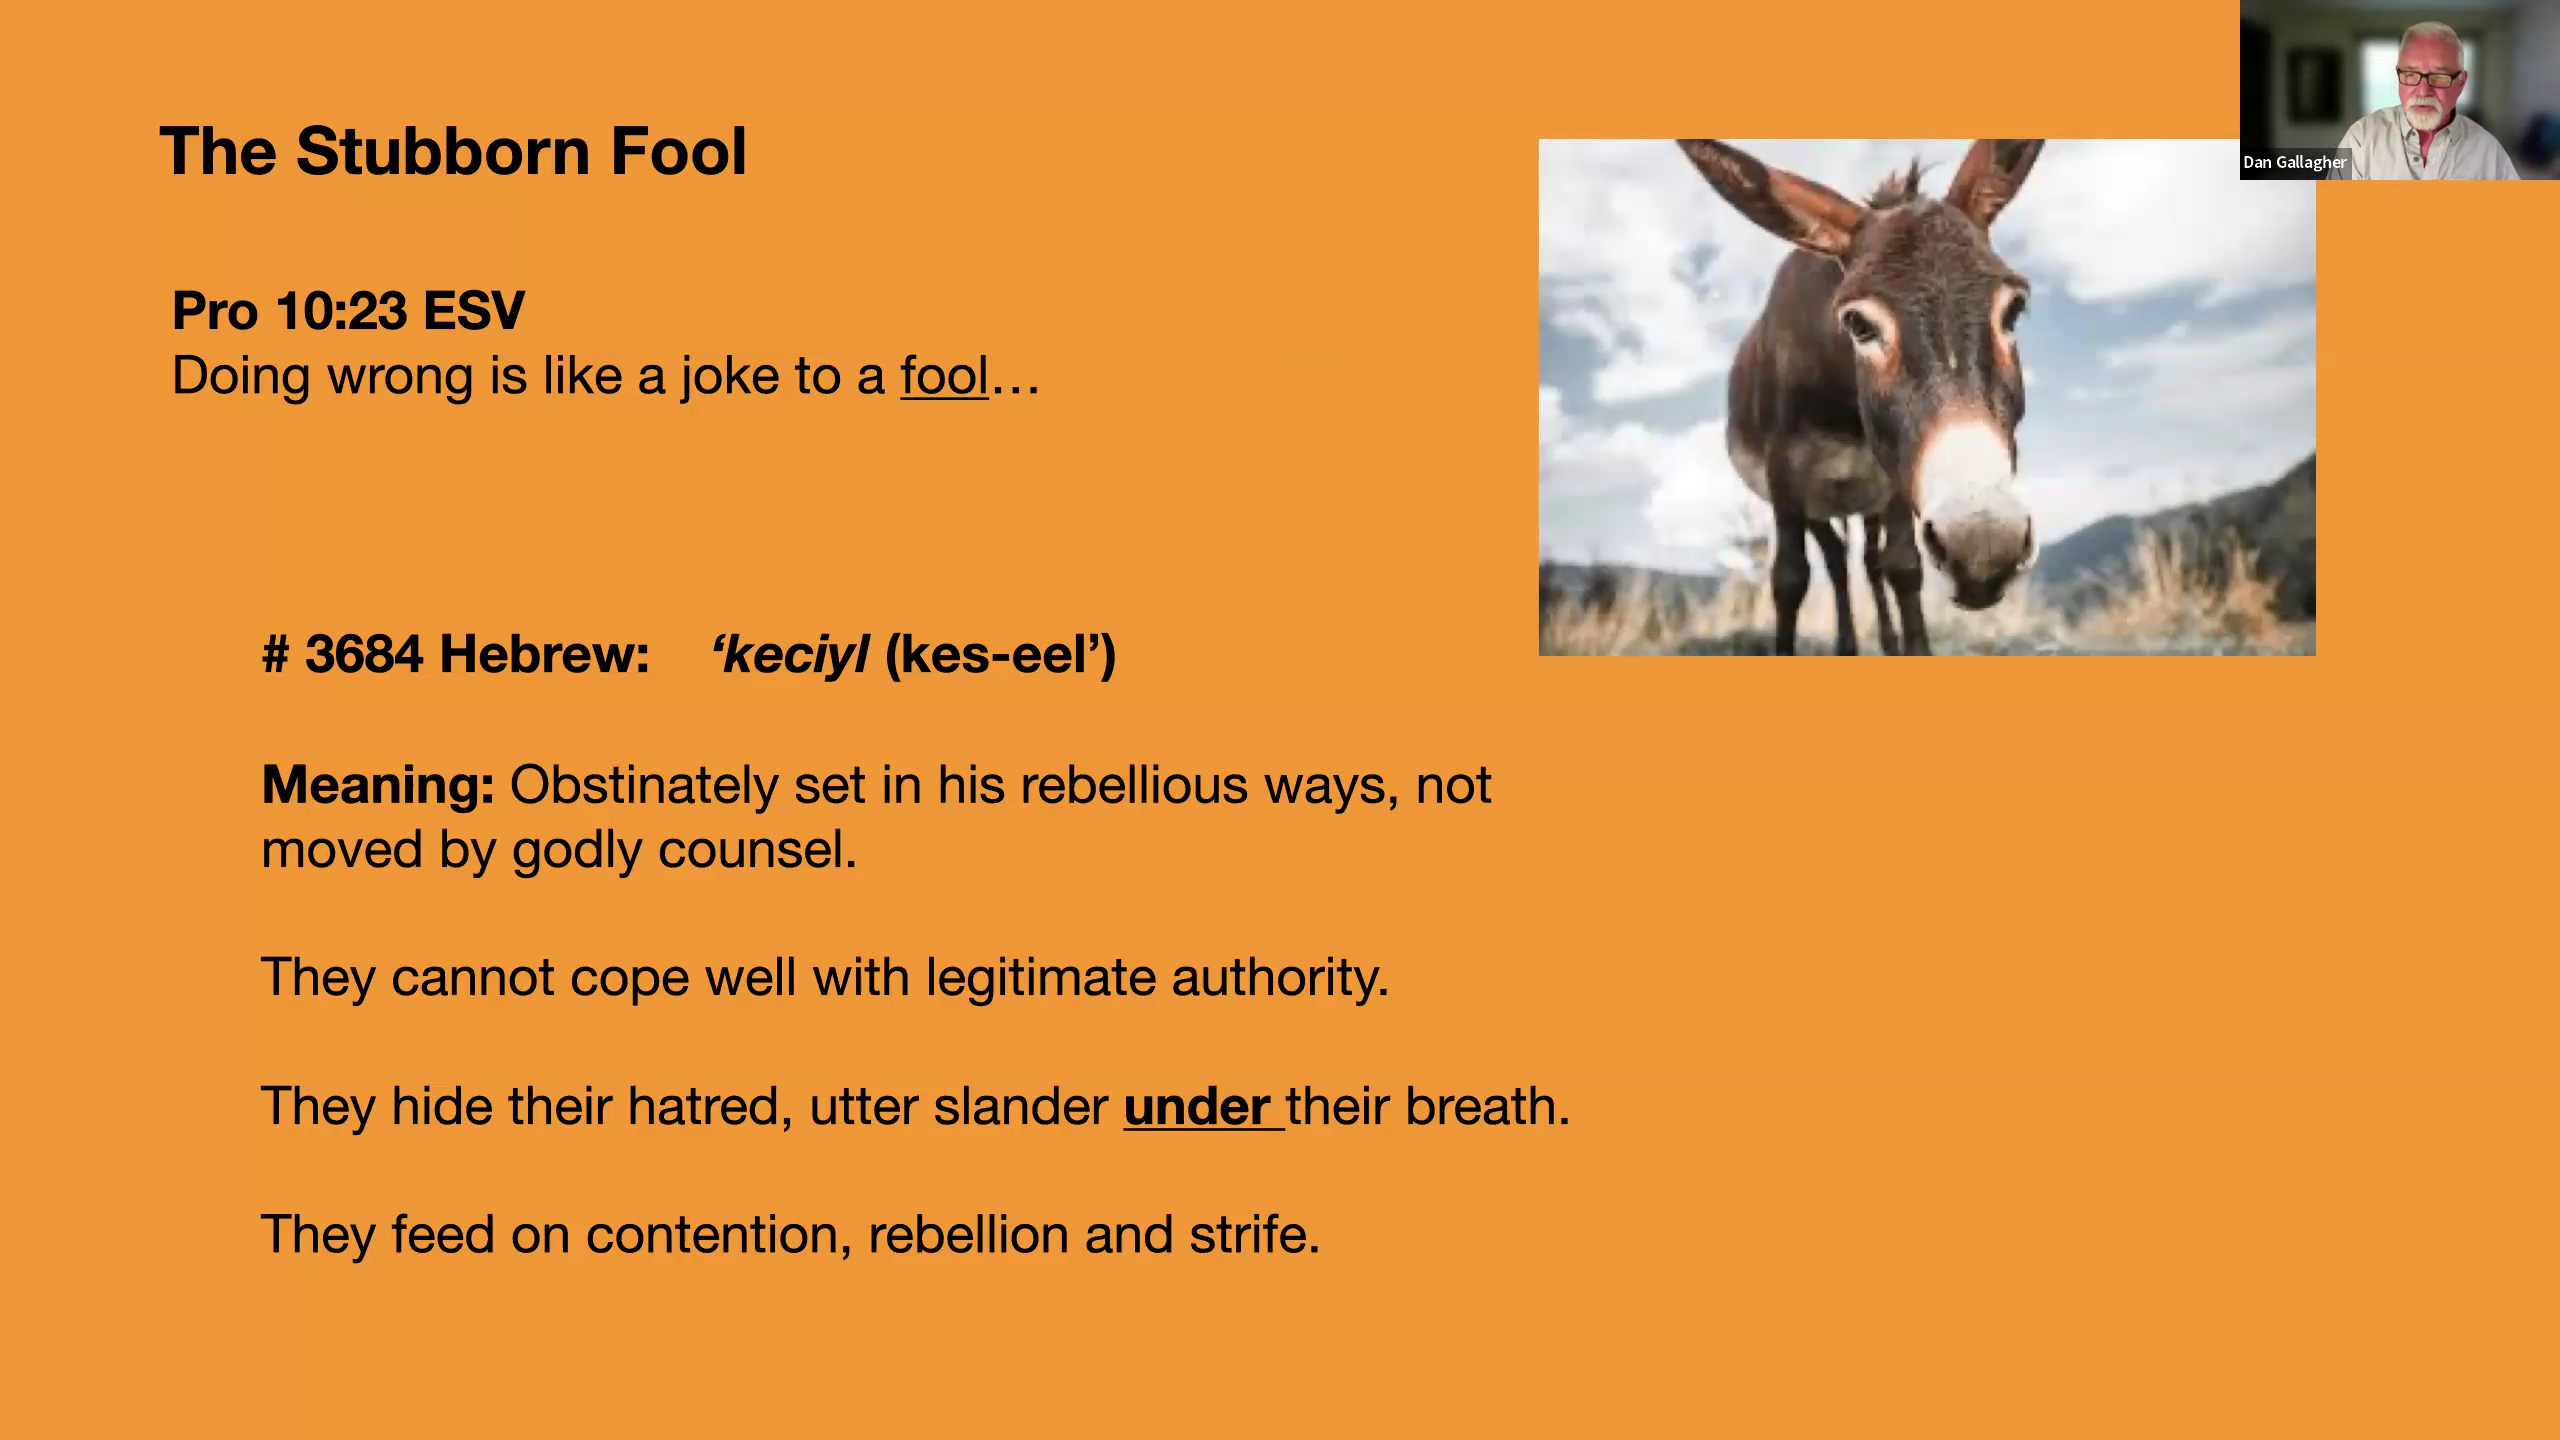 The Stubborn Fool
Dan Gallagher
Pro 10:23 ESV
Doing wrong is like a joke to a fool…
# 3684 Hebrew: ‘keciyl (kes-eel’)
Meaning: Obstinately set in his rebellious ways, not
moved by godly counsel.
They cannot cope well with legitimate authority.
They hide their hatred, utter slander under their breath.
They feed on contention, rebellion and strife.